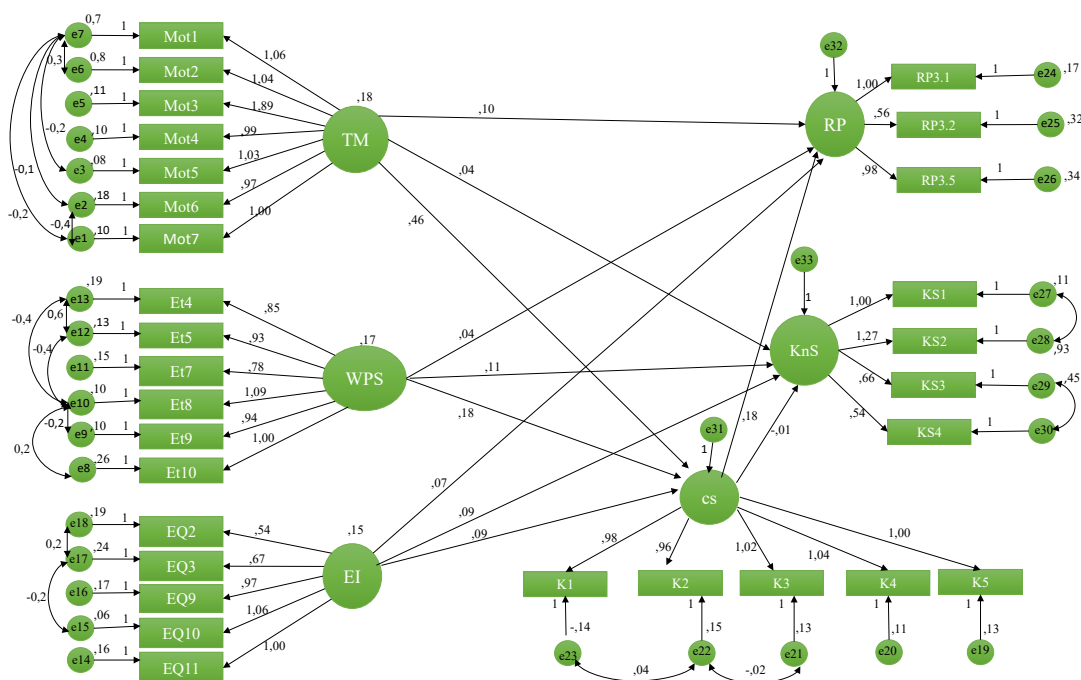 e7 0,7 1 Mot1
0,3
e6 0,8 1 Mot2
e5 ,11 1 Mot3
e4 ,10 1 Mot4
-0,2
e3 ,08 1 Mot5
-0,1
e2 ,18 1 Mot6
-0,2
-0,4
e1 ,10 1 Mot7
1,06
1,04
1,89
,99
1,03
,97
1,00
,18
TM
,10
,04
,46
e32
1
RP
1,00
,56
,98
RP3.1 1 e24 ,17
RP3.2 1 e25 ,32
RP3.5 1 e26 ,34
e13 ,19 1 Et4
-0,4
0,6
e12 ,13 1 Et5
-0,4
e11 ,15 1 Et7
e10 ,10 1 Et8
-0,2
e9 ,10 1 Et9
0,2
e8 ,26 1 Et10
,85
,93
,78
1,09
,94
1,00
,17
WPS
,04
,11
,18
e33
1
KnS
1,00
1,27
,66
,54
KS1 1 e27 ,11
KS2 1 e28 ,93
KS3 1 e29 ,45
KS4 1 e30
,18
-,01
e31
1
cs
e18 ,19 1 EQ2
0,2
e17 ,24 1 EQ3
e16 ,17 1 EQ9
-0,2
e15 ,06 1 EQ10
e14 ,16 1 EQ11
,54
,67
,97
1,06
1,00
,15
EI
,07
,09
,09
,98
,96
1,02
1,04
1,00
K1 K2 K3 K4 K5
1 1 1 1 1
-,14 ,15 ,13 ,11 ,13
e23 e22 e21 e20 e19
,04 -,02